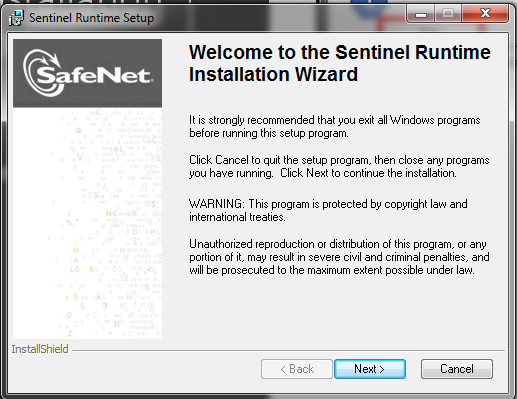 Sentinel Runtime Setup
SafeNet.
Welcome to the Sentinel Runtime
Installation Wizard
It is strongly recommended that you exit all Windows programs
before running this setup program.
Click Cancel to quit the setup program, then close any programs
you have running. Click Next to continue the installation.
WARNING: This program is protected by copyright law and
international treaties.
Unauthorized reproduction or distribution of this program, or any
portion of it, may result in severe civil and criminal penalties, and
will be prosecuted to the maximum extent possible under law.
InstallShield
< Back
Next >
Cancel